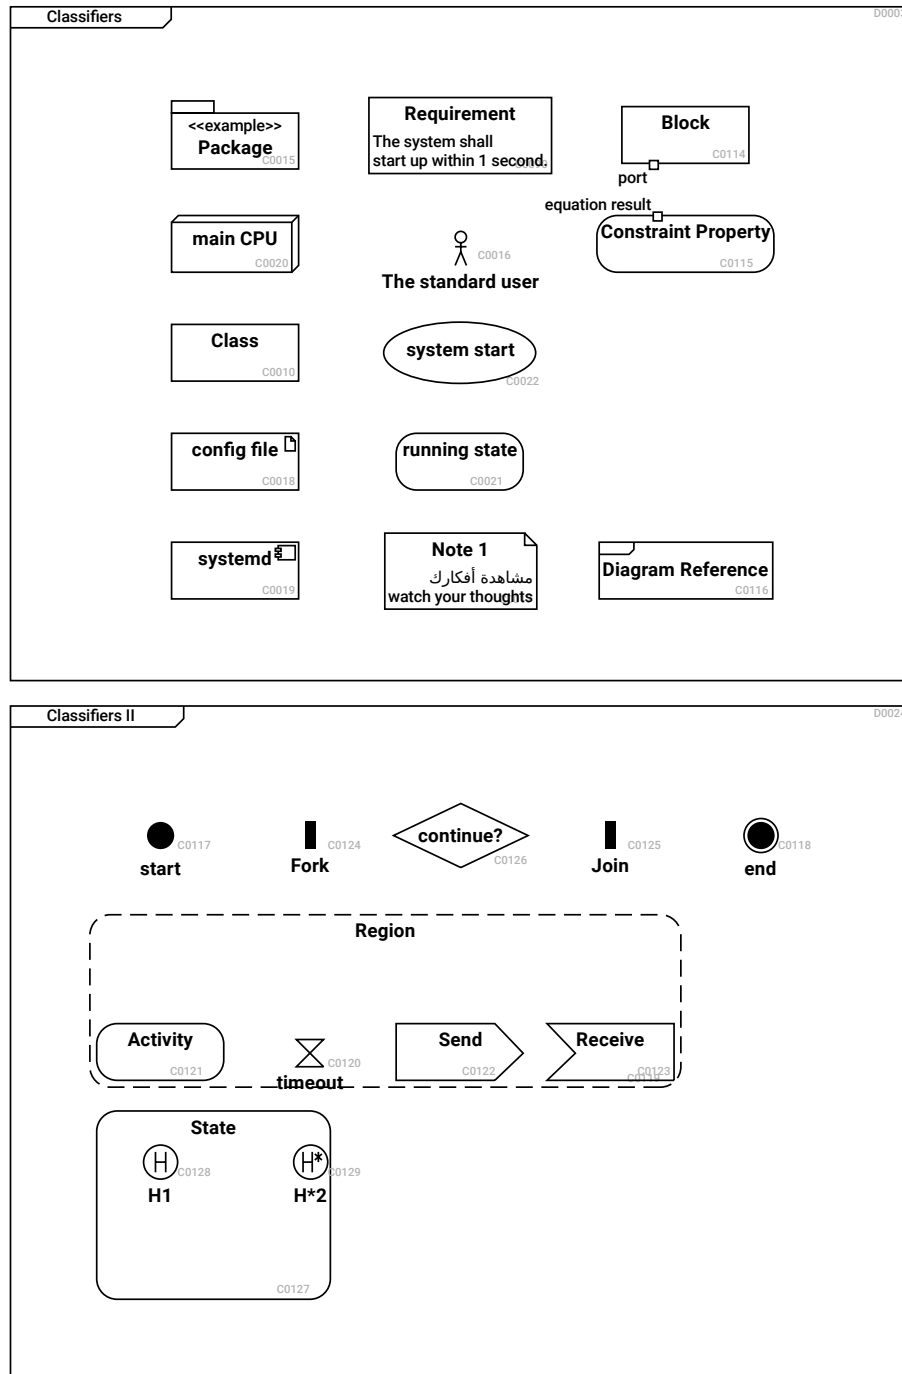 Classifiers
D0003
<<example>>
Package
C0015
Requirement
The system shall
start up within 1 second.
Block
C0114
port
main CPU
C0020
C0016
The standard user
equation result
Constraint Property
C0115
Class
C0010
system start
C0022
config file
C0018
running state
C0021
systemd
C0019
Note 1
مشاهدة أفكارك
watch your thoughts
Diagram Reference
C0116
Classifiers II
D0024
C0117
start
C0124
Fork
continue?
C0126
C0125
Join
C0118
end
Region
Activity
C0121
C0120
timeout
Send
C0122
Receive
C0123
C0119
State
H
C0128
H1
H*
C0129
H*2
C0127